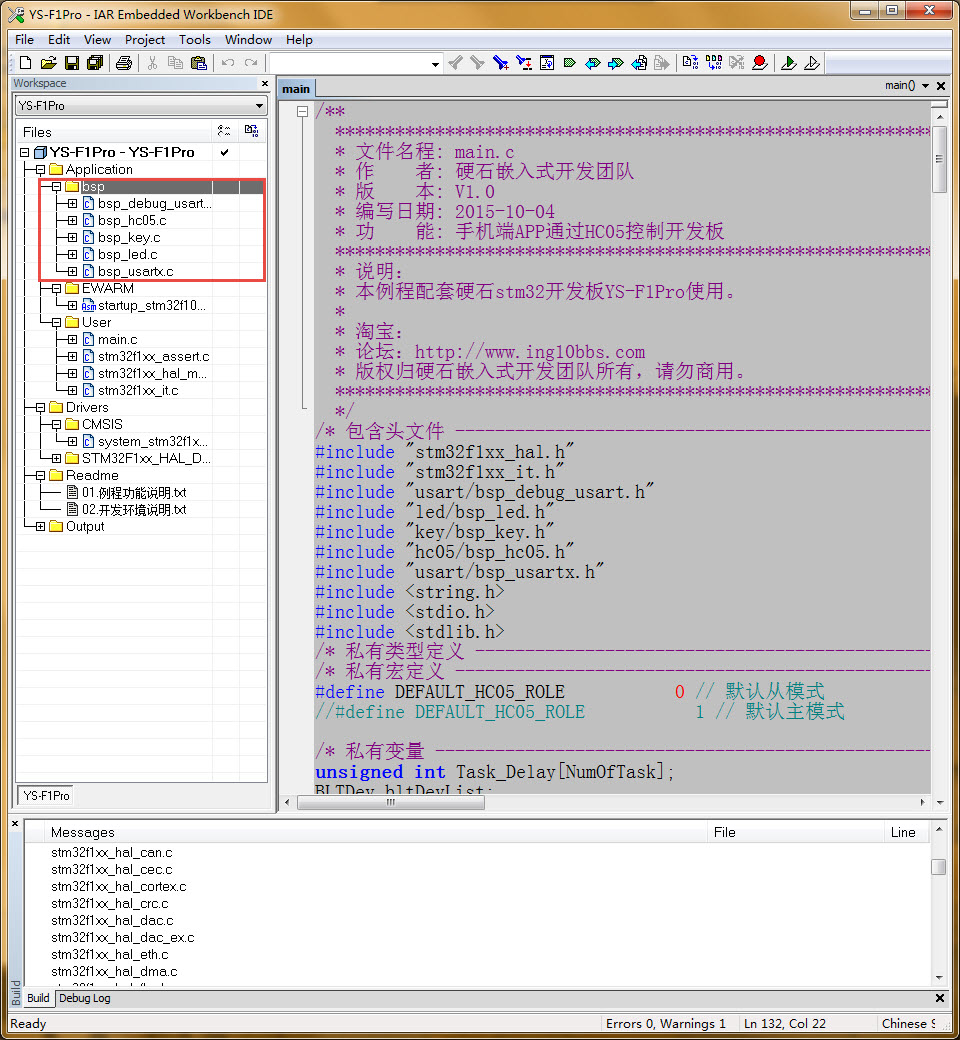 YS-F1Pro - IAR Embedded Workbench IDE
File Edit View Project Tools Window Help
Workspace
YS-F1Pro
Files
YS-F1Pro - YS-F1Pro
Application
bsp
bsp_debug_usart...
bsp_hc05.c
bsp_key.c
bsp_led.c
bsp_usartx.c
EWARM
startup_stm32f10...
User
main.c
stm32f1xx_assert.c
stm32f1xx_hal_m...
stm32f1xx_it.c
Drivers
CMSIS
system_stm32f1x...
STM32F1xx_HAL_D...
Readme
01.例程功能说明.txt
02.开发环境说明.txt
Output
YS-F1Pro
main
main()
/**
******************************************************************************
* 文件名程: main.c
* 作    者: 硬石嵌入式开发团队
* 版    本: V1.0
* 编写日期: 2015-10-04
* 功    能: 手机端APP通过HC05控制开发板
******************************************************************************
* 说明：
* 本例程配套硬石stm32开发板YS-F1Pro使用。
*
* 淘宝：
* 论坛：http://www.ing10bbs.com
* 版权归硬石嵌入式开发团队所有，请勿商用。
******************************************************************************
*/
/* 包含头文件 ----------------------------------------------------------------
#include "stm32f1xx_hal.h"
#include "stm32f1xx_it.h"
#include "usart/bsp_debug_usart.h"
#include "led/bsp_led.h"
#include "key/bsp_key.h"
#include "hc05/bsp_hc05.h"
#include "usart/bsp_usartx.h"
#include <string.h>
#include <stdio.h>
#include <stdlib.h>
/* 私有类型定义 --------------------------------------------------------------
/* 私有宏定义 ----------------------------------------------------------------
#define DEFAULT_HC05_ROLE           0 // 默认从模式
//#define DEFAULT_HC05_ROLE           1 // 默认主模式
/* 私有变量 ------------------------------------------------------------------
unsigned int Task_Delay[NumOfTask];
BLTDev bltDevList;
Messages File Line
stm32f1xx_hal_can.c
stm32f1xx_hal_cec.c
stm32f1xx_hal_cortex.c
stm32f1xx_hal_crc.c
stm32f1xx_hal_dac.c
stm32f1xx_hal_dac_ex.c
stm32f1xx_hal_eth.c
stm32f1xx_hal_dma.c
Build
Build Debug Log
Ready Errors 0, Warnings 1 Ln 132, Col 22 Chinese